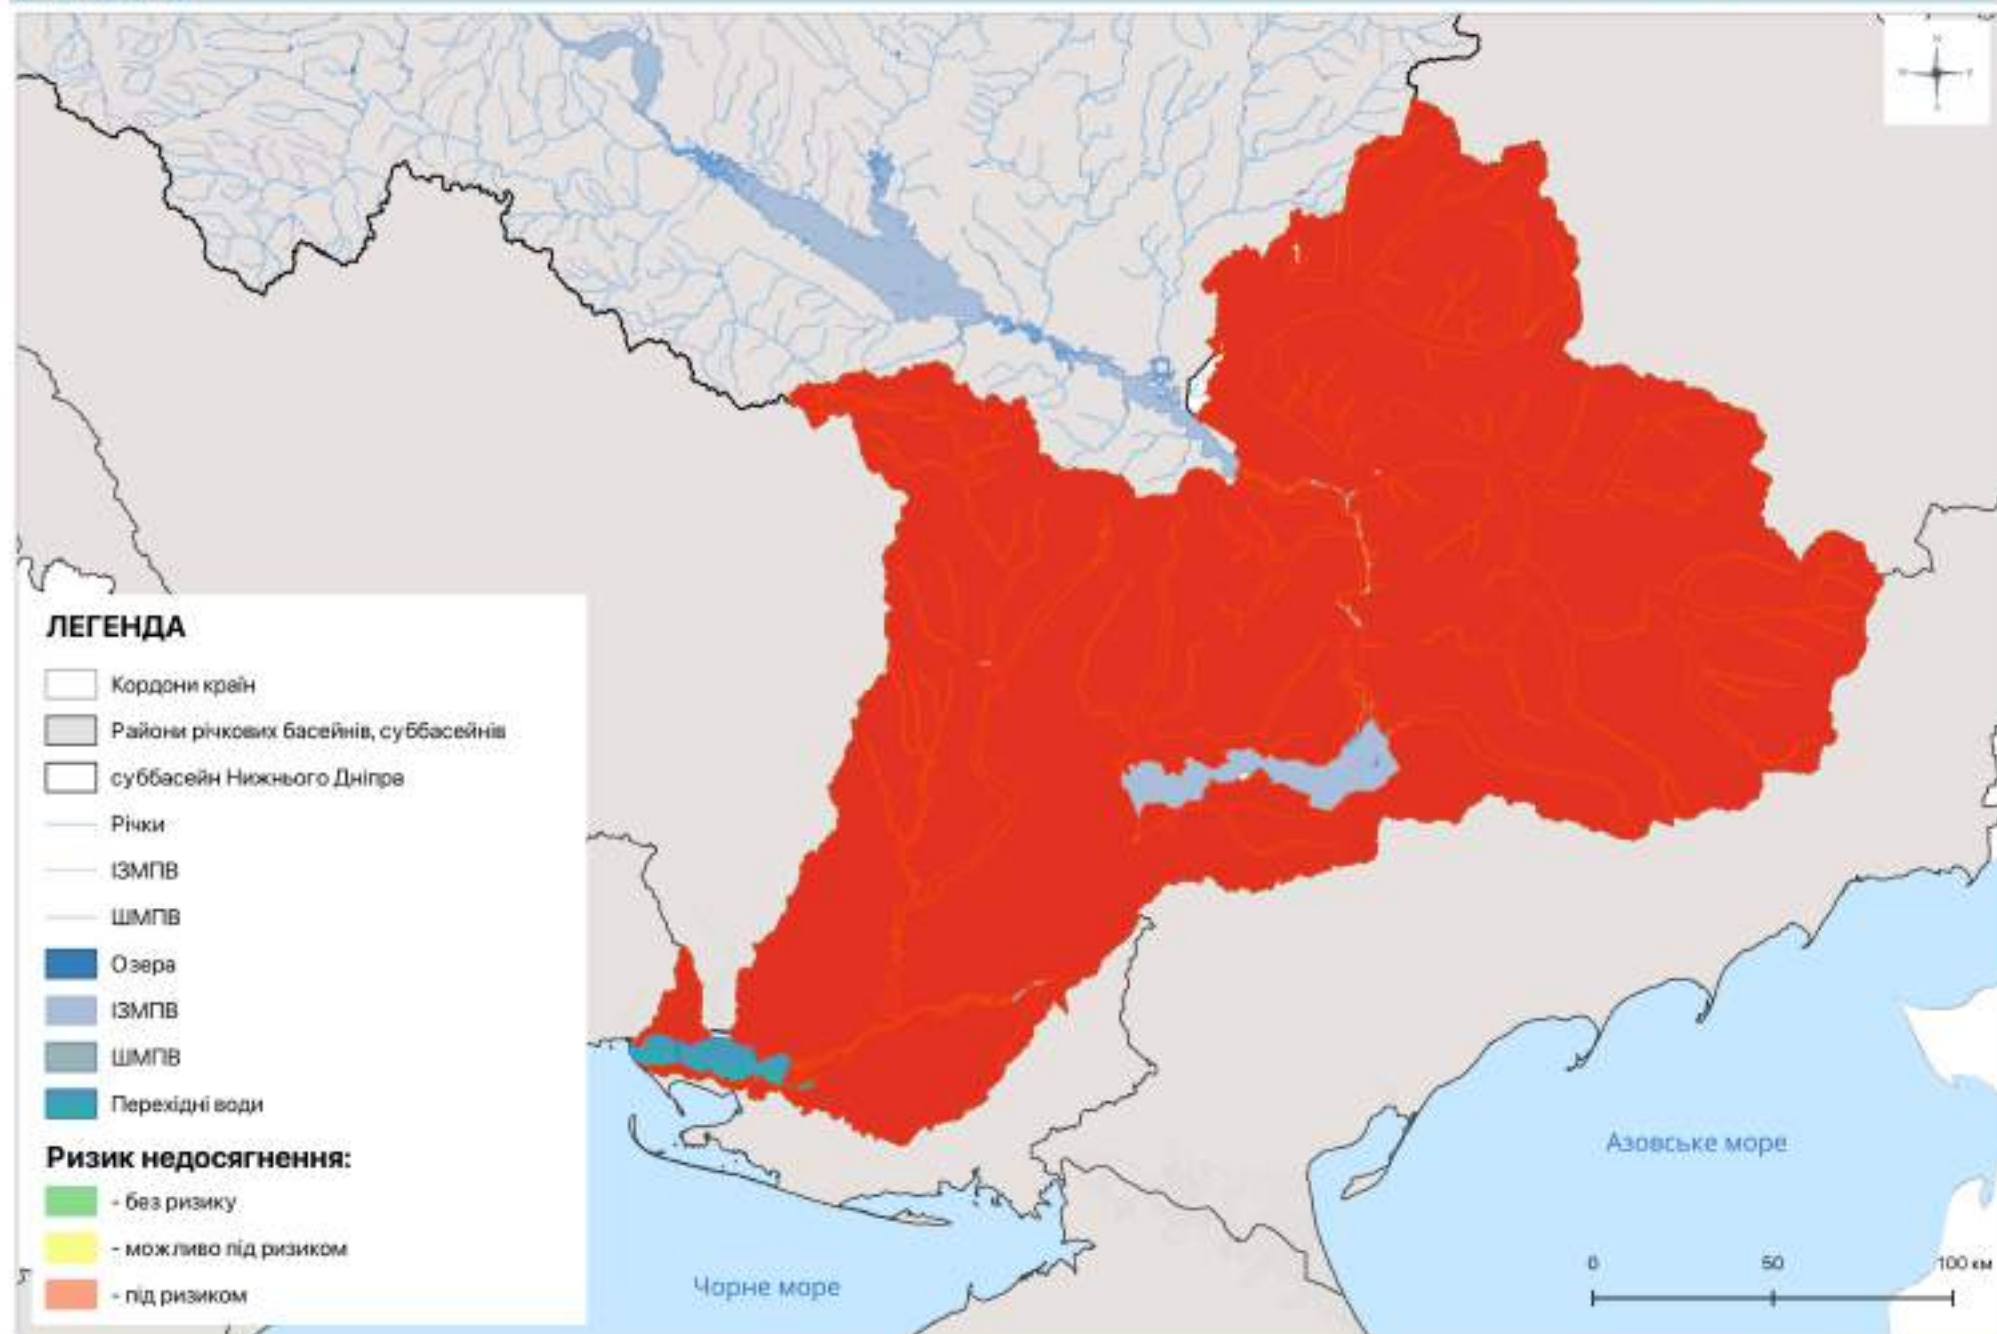 N
ЛЕГЕНДА
Кордони країн
Райони річкових басейнів, суббасейнів
суббасейн Нижнього Дніпра
Річки
ІЗМПВ
ШМПВ
Озера
ІЗМПВ
ШМПВ
Перехідні води
Ризик недосягнення:
- без ризику
- можливо під ризиком
- під ризиком
Азовське море
Чорне море
0 50 100 км